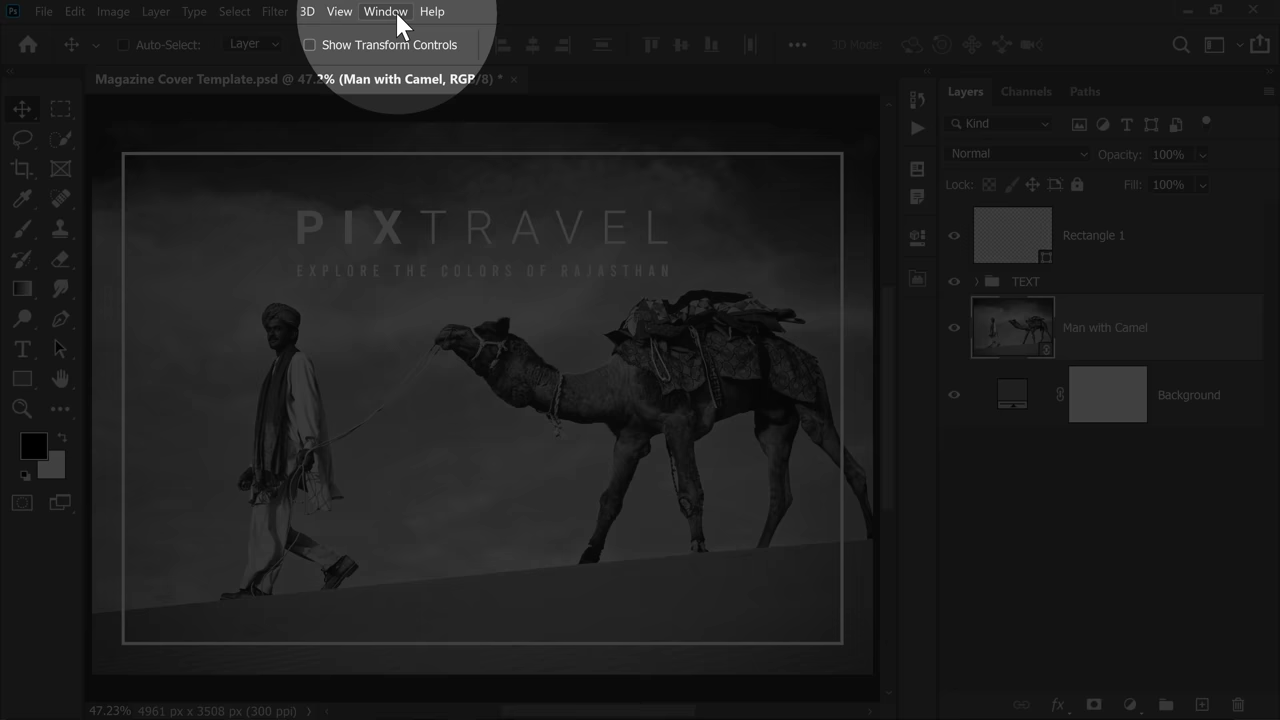 Ps File Edit Image Layer Type Select Filter 3D View Window Help
Auto-Select: Layer Show Transform Controls 3D Mode:
Magazine Cover Template.psd @ 47.2% (Man with Camel, RGB/8) * ×
Layers Channels Paths
Kind
Normal Opacity: 100%
Lock: Fill: 100%
PIXTRAVEL
EXPLORE THE COLORS OF RAJASTHAN
Rectangle 1
TEXT
Man with Camel
Background
47.23% 4961 px x 3508 px (300 ppi)